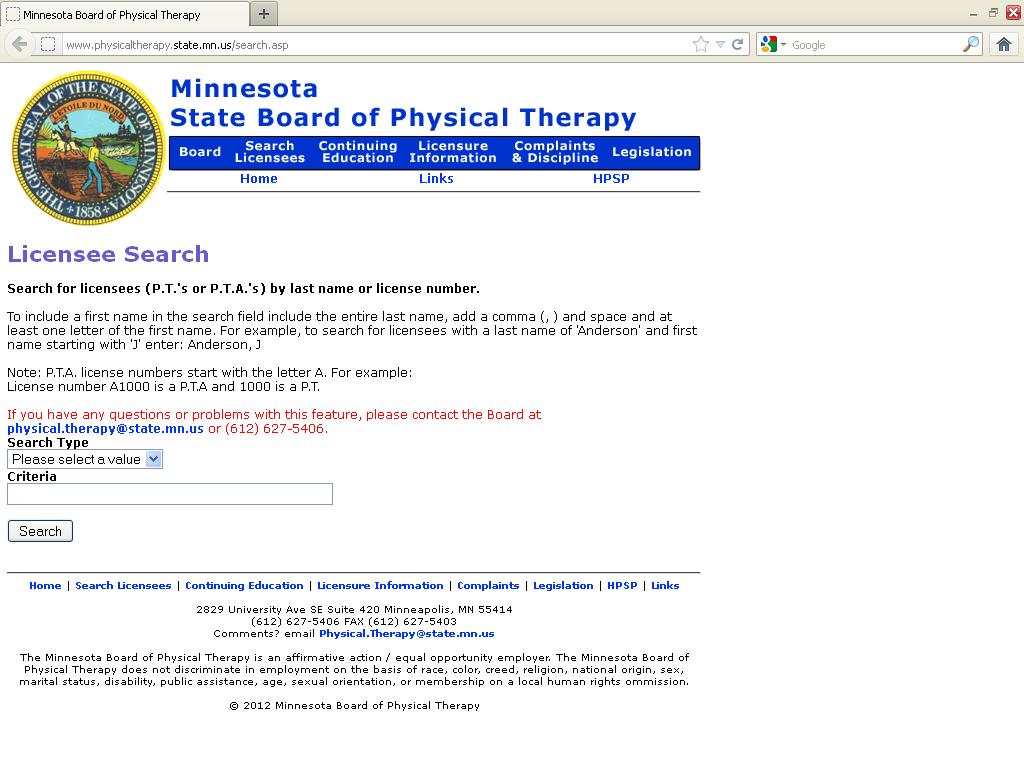 Minnesota Board of Physical Therapy
www.physicaltherapy.state.mn.us/search.asp
Google
THE GREAT SEAL OF THE STATE OF MINNESOTA
L'ETOILE DU NORD
1858
Minnesota
State Board of Physical Therapy
Board Search Licensees Continuing Education Licensure Information Complaints & Discipline Legislation
Home Links HPSP
Licensee Search
Search for licensees (P.T.'s or P.T.A.'s) by last name or license number.
To include a first name in the search field include the entire last name, add a comma (, ) and space and at
least one letter of the first name. For example, to search for licensees with a last name of 'Anderson' and first
name starting with 'J' enter: Anderson, J
Note: P.T.A. license numbers start with the letter A. For example:
License number A1000 is a P.T.A and 1000 is a P.T.
If you have any questions or problems with this feature, please contact the Board at
physical.therapy@state.mn.us or (612) 627-5406.
Search Type
Please select a value
Criteria
Search
Home | Search Licensees | Continuing Education | Licensure Information | Complaints | Legislation | HPSP | Links
2829 University Ave SE Suite 420 Minneapolis, MN 55414
(612) 627-5406 FAX (612) 627-5403
Comments? email Physical.Therapy@state.mn.us
The Minnesota Board of Physical Therapy is an affirmative action / equal opportunity employer. The Minnesota Board of
Physical Therapy does not discriminate in employment on the basis of race, color, creed, religion, national origin, sex,
marital status, disability, public assistance, age, sexual orientation, or membership on a local human rights ommission.
© 2012 Minnesota Board of Physical Therapy